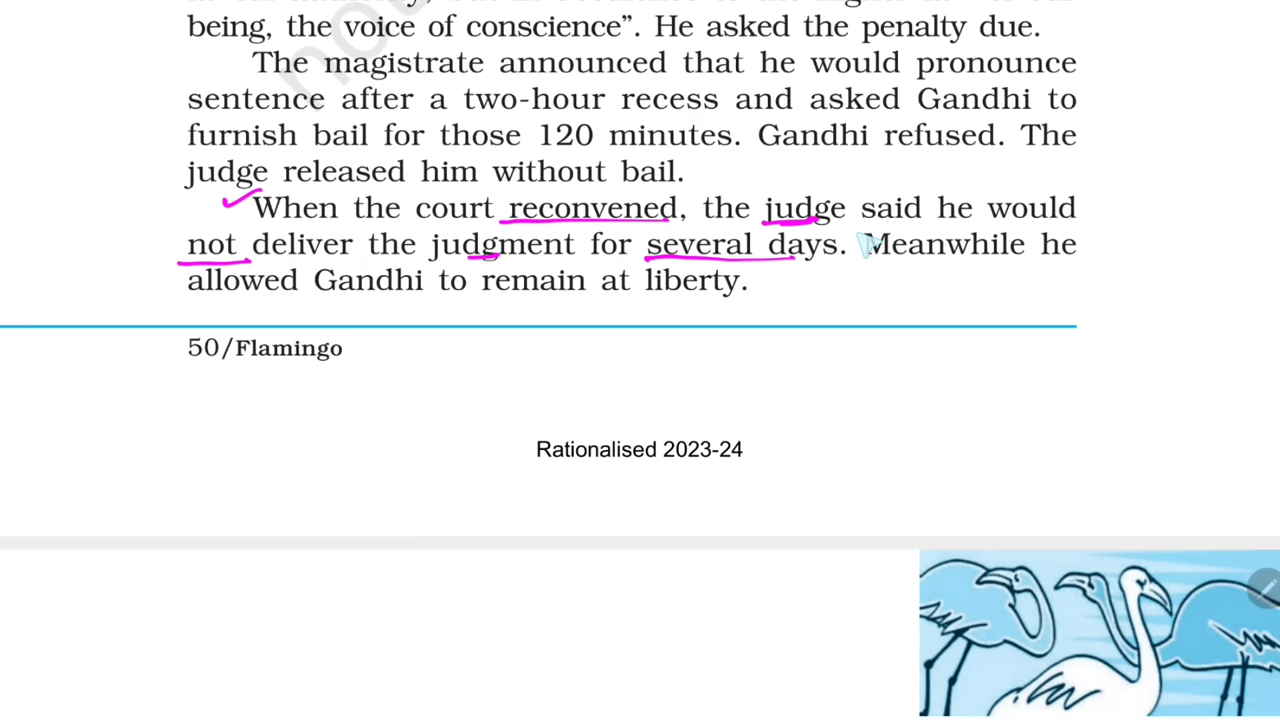 being, the voice of conscience”. He asked the penalty due.
The magistrate announced that he would pronounce
sentence after a two-hour recess and asked Gandhi to
furnish bail for those 120 minutes. Gandhi refused. The
judge released him without bail.
When the court reconvened, the judge said he would
not deliver the judgment for several days. Meanwhile he
allowed Gandhi to remain at liberty.
50/Flamingo
Rationalised 2023-24